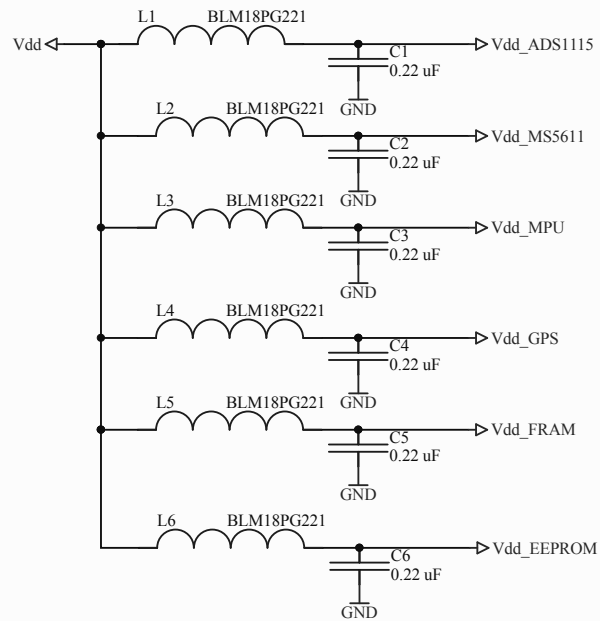 L1 BLM18PG221
Vdd Vdd_ADS1115
C1
0.22 uF
GND
L2 BLM18PG221
Vdd_MS5611
C2
0.22 uF
GND
L3 BLM18PG221
Vdd_MPU
C3
0.22 uF
GND
L4 BLM18PG221
Vdd_GPS
C4
0.22 uF
GND
L5 BLM18PG221
Vdd_FRAM
C5
0.22 uF
GND
L6 BLM18PG221
Vdd_EEPROM
C6
0.22 uF
GND